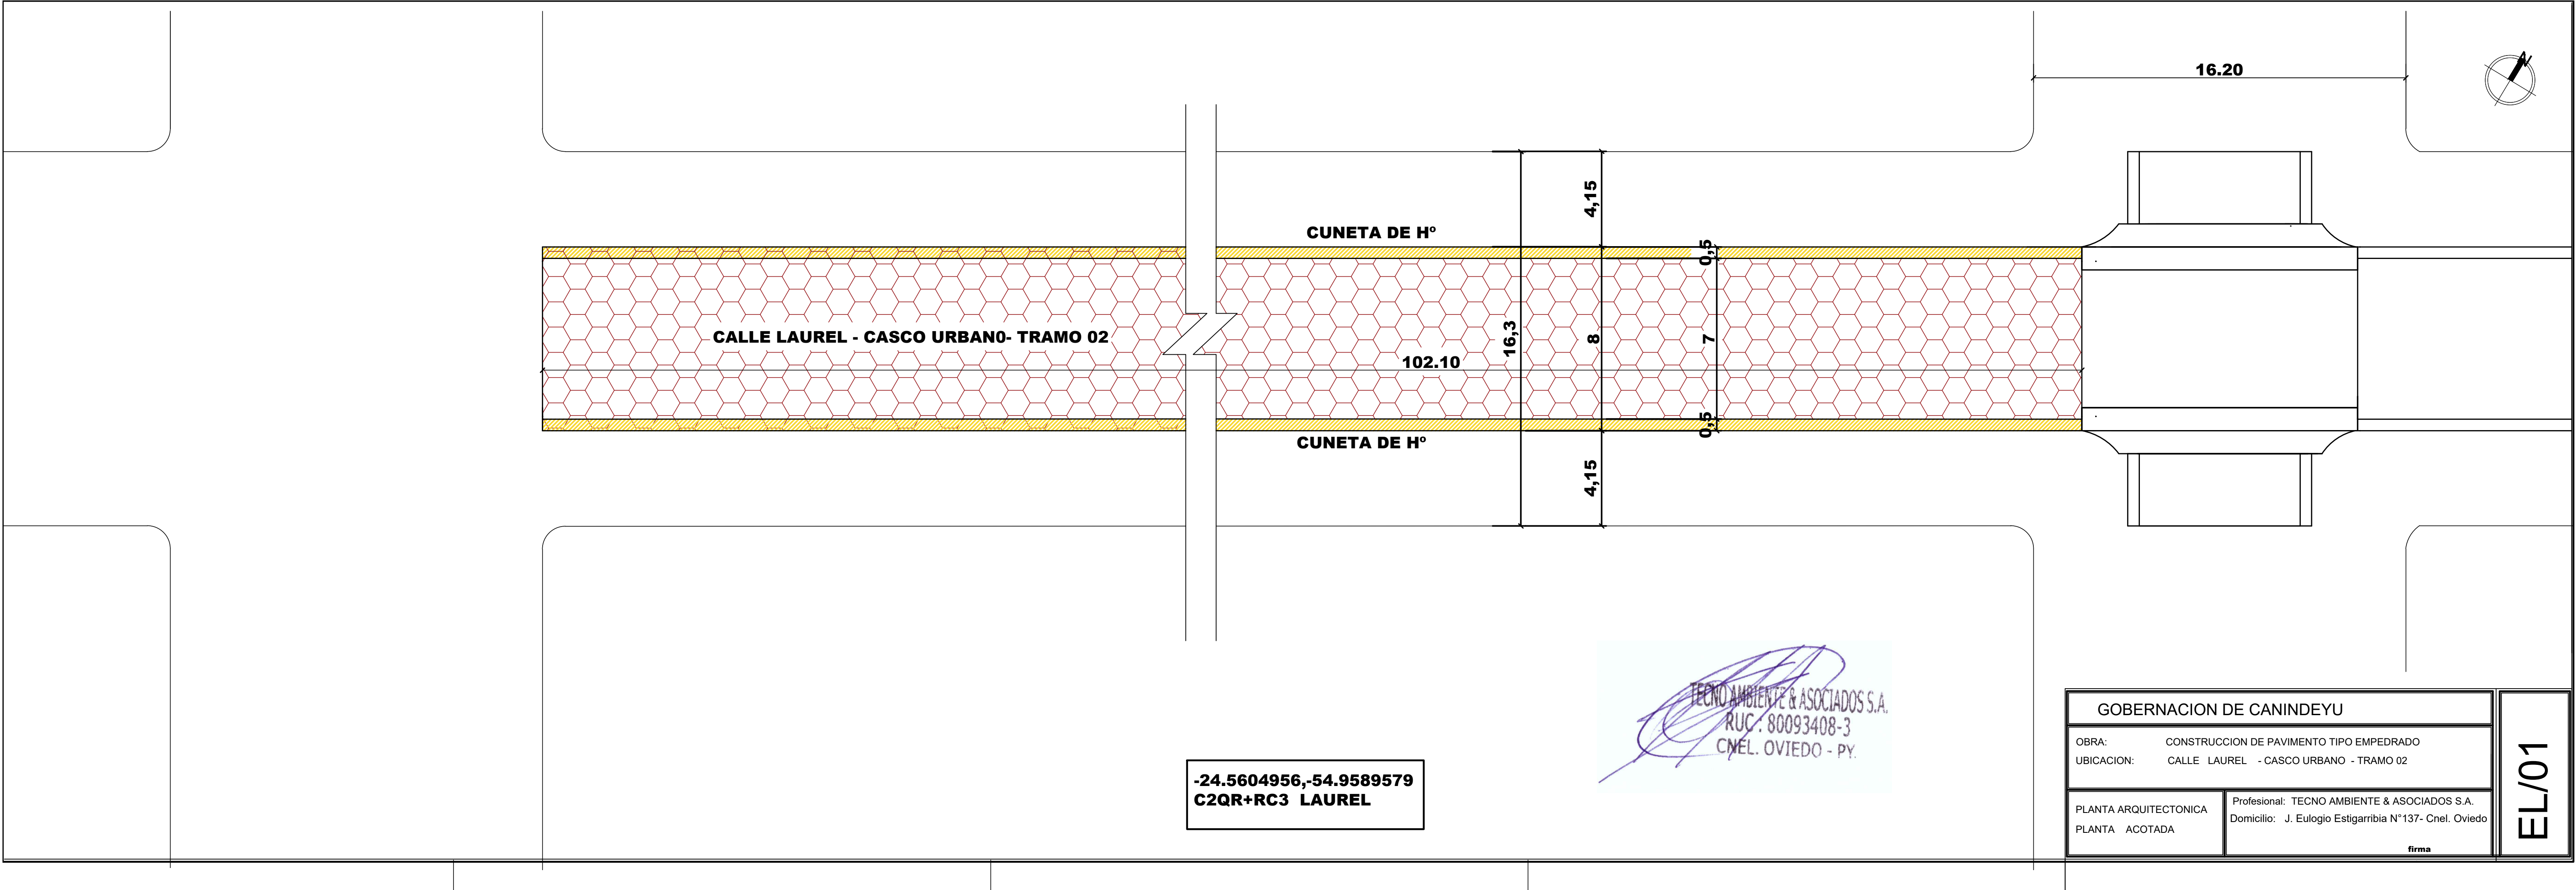 16.20
N
4,15
CUNETA DE Hº
0,5
CALLE LAUREL - CASCO URBAN0- TRAMO 02
102.10
16,3
8
7
0,5
CUNETA DE Hº
4,15
TECNO AMBIENTE & ASOCIADOS S.A.
RUC: 80093408-3
CNEL. OVIEDO - PY.
-24.5604956,-54.9589579
C2QR+RC3 LAUREL
GOBERNACION DE CANINDEYU
OBRA: CONSTRUCCION DE PAVIMENTO TIPO EMPEDRADO
UBICACION: CALLE LAUREL - CASCO URBANO - TRAMO 02
PLANTA ARQUITECTONICA
PLANTA ACOTADA
Profesional: TECNO AMBIENTE & ASOCIADOS S.A.
Domicilio: J. Eulogio Estigarribia N°137- Cnel. Oviedo
firma
EL/01